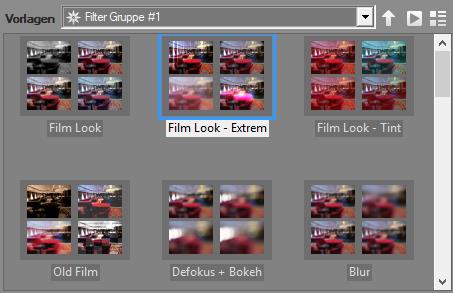 Vorlagen Filter Gruppe #1
Film Look Film Look - Extrem Film Look - Tint
Old Film Defokus + Bokeh Blur